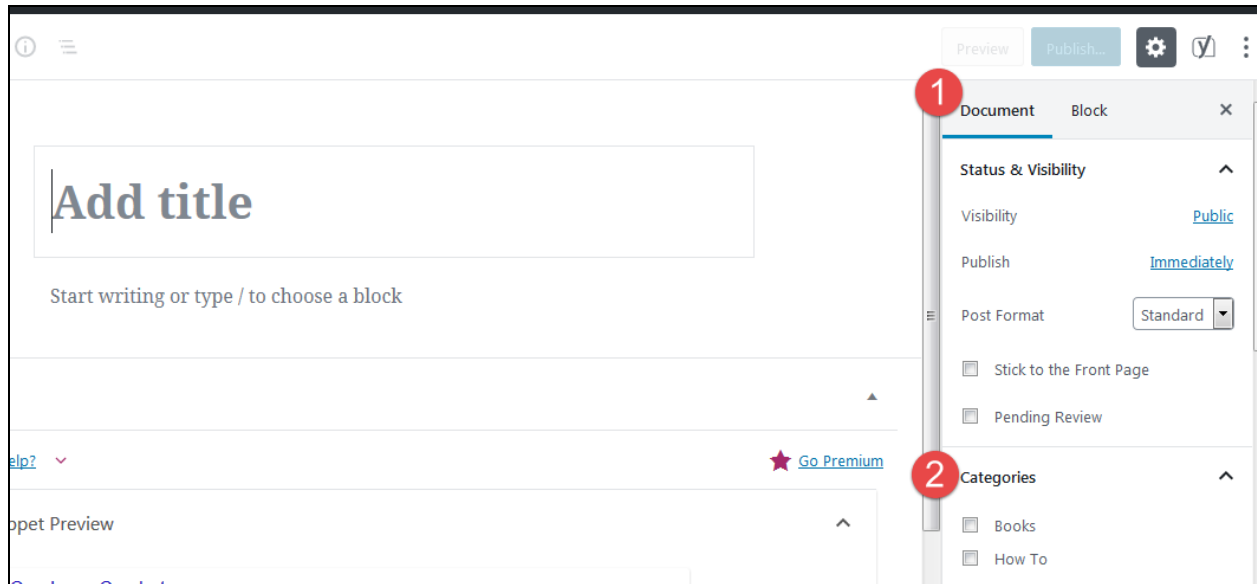 Preview Publish...
1
Document Block
Status & Visibility
Add title
Visibility Public
Publish Immediately
Start writing or type / to choose a block
Post Format Standard
Stick to the Front Page
Pending Review
elp? Go Premium
2
Categories
ppet Preview
Books
How To